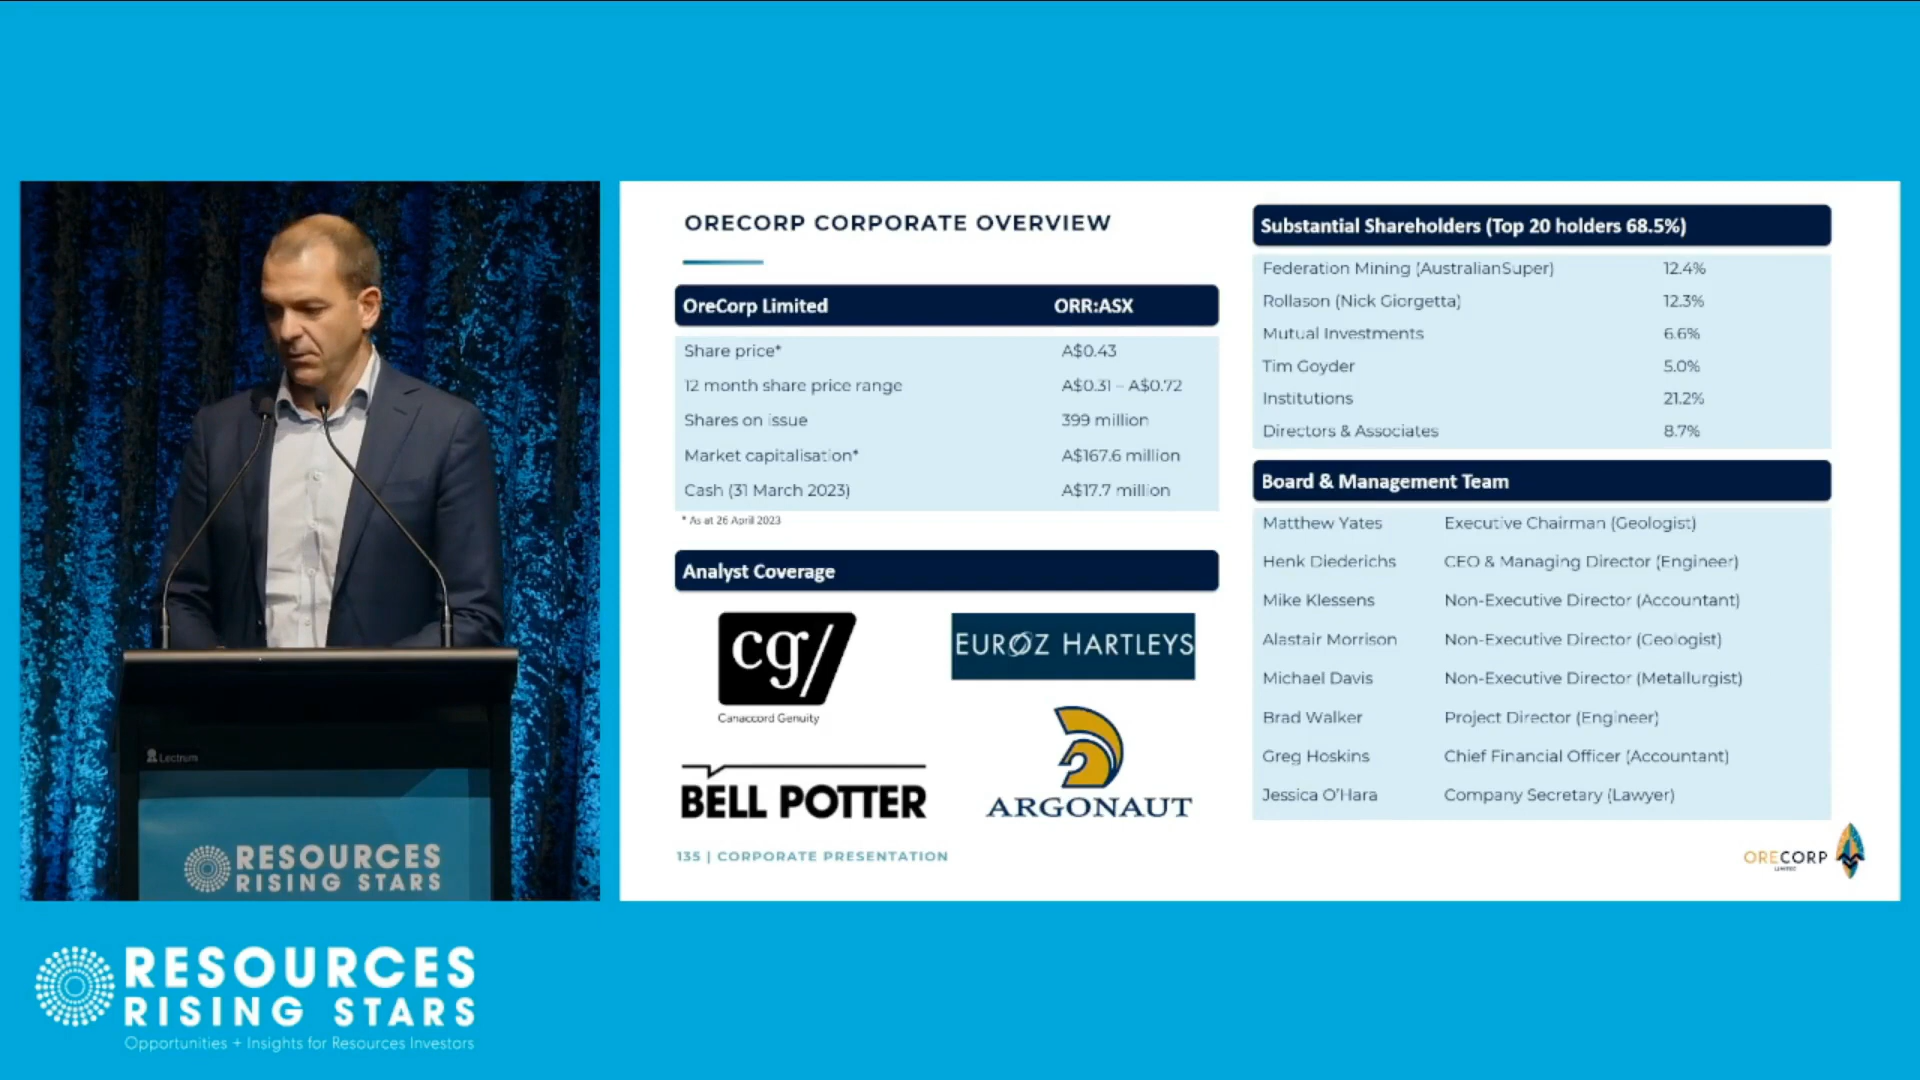 ORECORP CORPORATE OVERVIEW
OreCorp Limited ORR:ASX
Share price* A$0.43
12 month share price range A$0.31 – A$0.72
Shares on issue 399 million
Market capitalisation* A$167.6 million
Cash (31 March 2023) A$17.7 million
* As at 26 April 2023
Analyst Coverage
cg/
Canaccord Genuity
EUROZ HARTLEYS
BELL POTTER
ARGONAUT
135 | CORPORATE PRESENTATION
Substantial Shareholders (Top 20 holders 68.5%)
Federation Mining (AustralianSuper) 12.4%
Rollason (Nick Giorgetta) 12.3%
Mutual Investments 6.6%
Tim Goyder 5.0%
Institutions 21.2%
Directors & Associates 8.7%
Board & Management Team
Matthew Yates Executive Chairman (Geologist)
Henk Diederichs CEO & Managing Director (Engineer)
Mike Klessens Non-Executive Director (Accountant)
Alastair Morrison Non-Executive Director (Geologist)
Michael Davis Non-Executive Director (Metallurgist)
Brad Walker Project Director (Engineer)
Greg Hoskins Chief Financial Officer (Accountant)
Jessica O'Hara Company Secretary (Lawyer)
ORECORP
LIMITED
Lectrum
RESOURCES
RISING STARS
RESOURCES
RISING STARS
Opportunities + Insights for Resources Investors